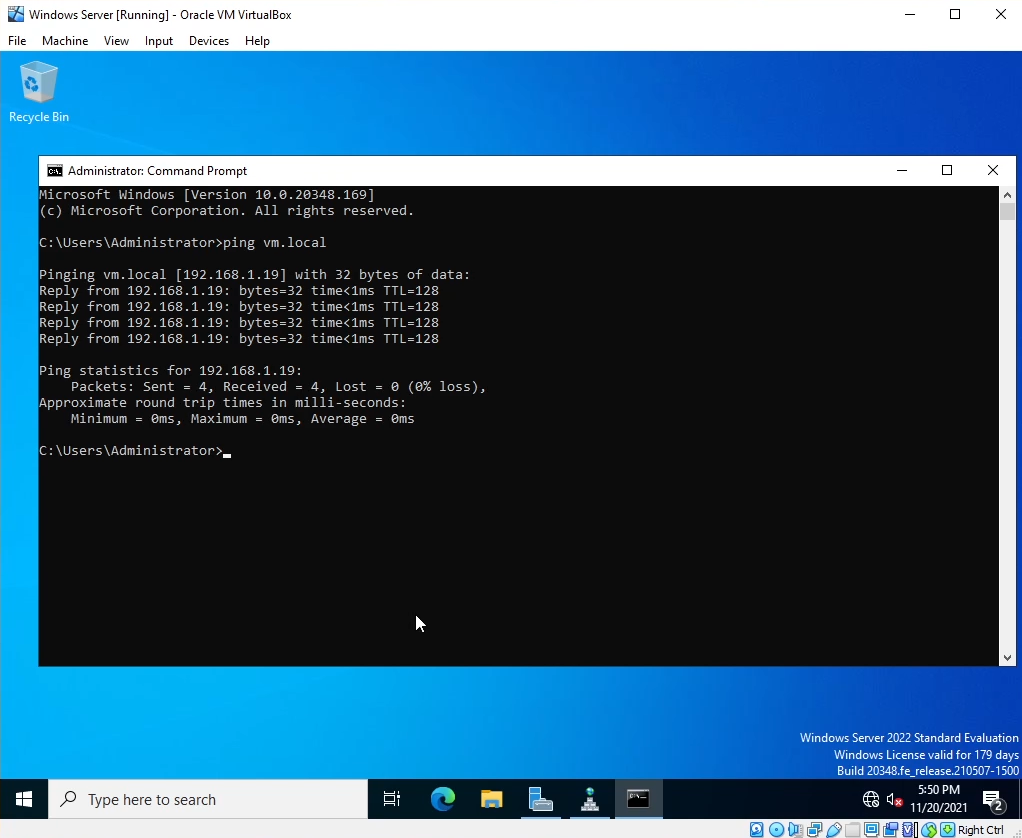 Windows Server [Running] - Oracle VM VirtualBox
File Machine View Input Devices Help
Recycle Bin
Administrator: Command Prompt
Microsoft Windows [Version 10.0.20348.169]
(c) Microsoft Corporation. All rights reserved.
C:\Users\Administrator>ping vm.local
Pinging vm.local [192.168.1.19] with 32 bytes of data:
Reply from 192.168.1.19: bytes=32 time<1ms TTL=128
Reply from 192.168.1.19: bytes=32 time<1ms TTL=128
Reply from 192.168.1.19: bytes=32 time<1ms TTL=128
Reply from 192.168.1.19: bytes=32 time<1ms TTL=128
Ping statistics for 192.168.1.19:
Packets: Sent = 4, Received = 4, Lost = 0 (0% loss),
Approximate round trip times in milli-seconds:
Minimum = 0ms, Maximum = 0ms, Average = 0ms
C:\Users\Administrator>
Windows Server 2022 Standard Evaluation
Windows License valid for 179 days
Build 20348.fe_release.210507-1500
Type here to search
5:50 PM
11/20/2021
2
Right Ctrl